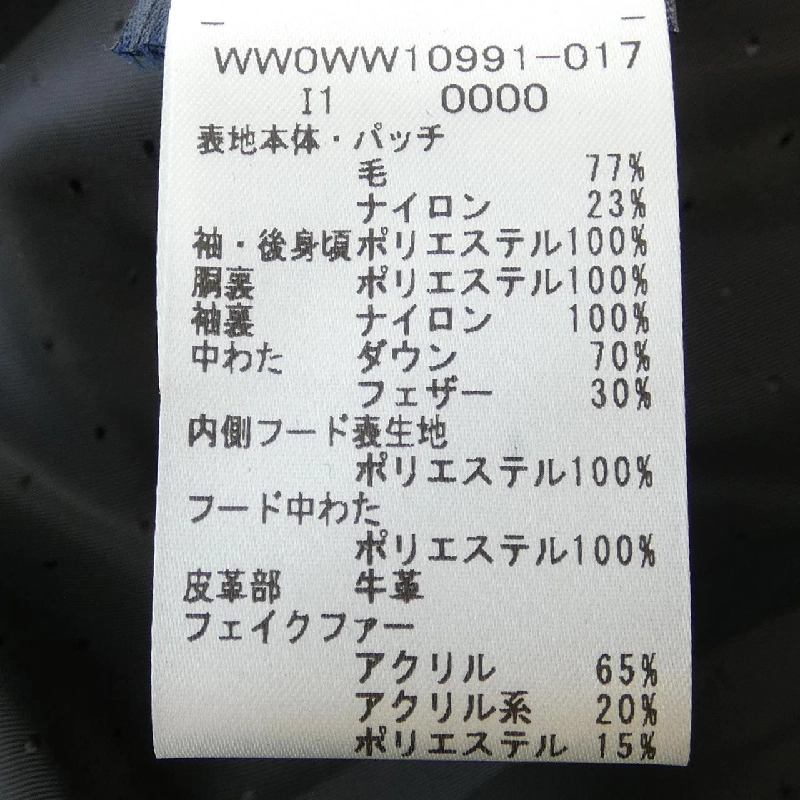 WW0WW10991-017
I1 0000
表地本体・パッチ
毛 77%
ナイロン 23%
袖・後身頃ポリエステル100%
胴裏 ポリエステル100%
袖裏 ナイロン 100%
中わた ダウン 70%
フェザー 30%
内側フード表生地
ポリエステル100%
フード中わた
ポリエステル100%
皮革部 牛革
フェイクファー
アクリル 65%
アクリル系 20%
ポリエステル 15%